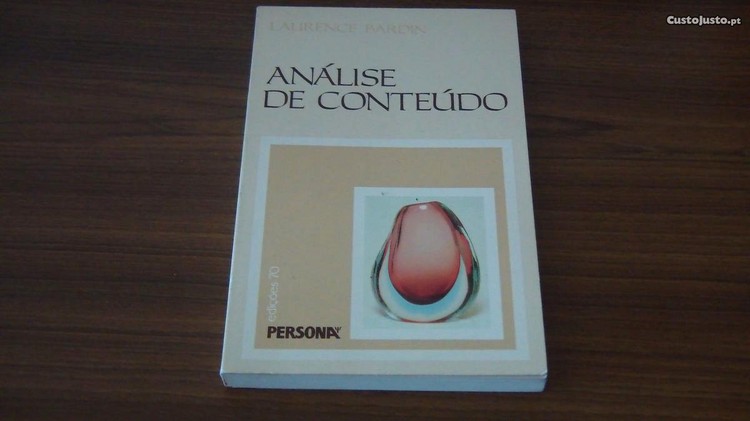 CustoJusto.pt
LAURENCE BARDIN
ANÁLISE
DE CONTEÚDO
edições 70
PERSONA